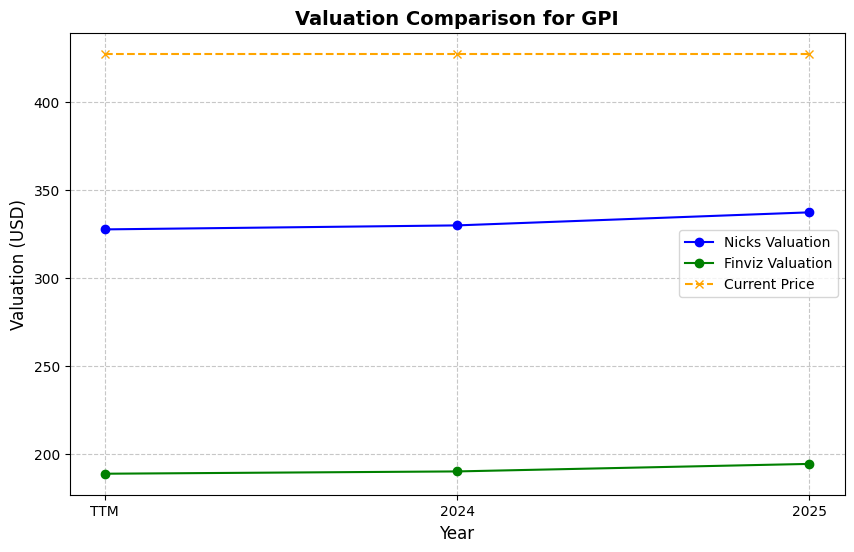 Valuation Comparison for GPI
Valuation (USD)
400
350
300
250
200
Nicks Valuation
Finviz Valuation
Current Price
TTM
2024
2025
Year